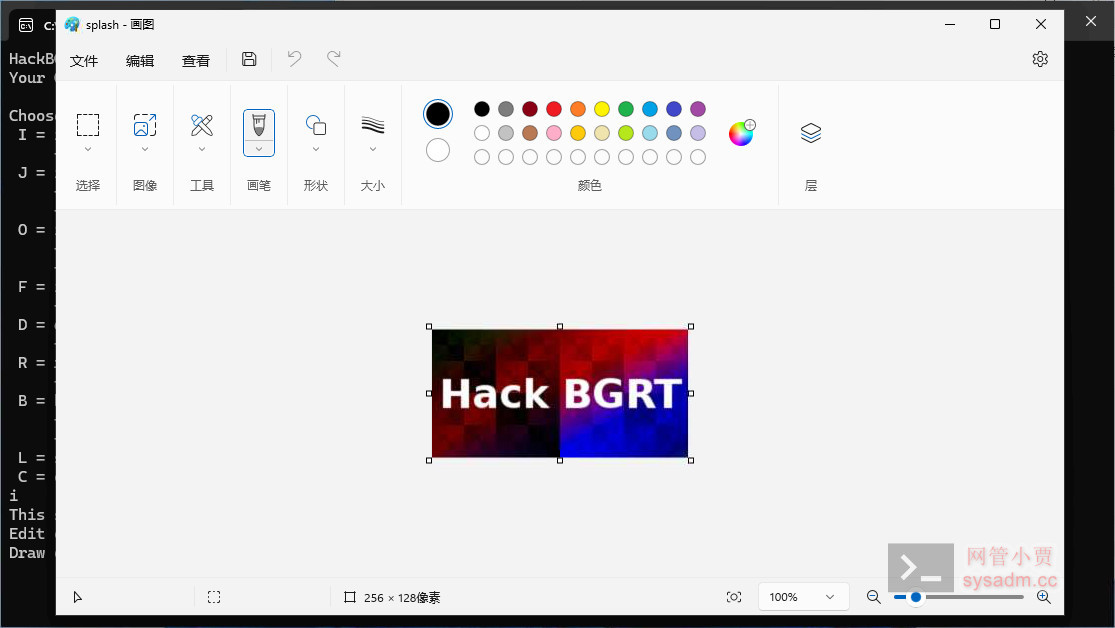 C:
splash - 画图
文件 编辑 查看
选择 图像 工具 画笔 形状 大小 颜色 层
HackBG
Your
Choos
I =
J =
O =
F =
D =
R =
B =
L =
C =
i
This
Edit
Draw
Hack BGRT
256 × 128像素
100%
网管小贾
sysadm.cc